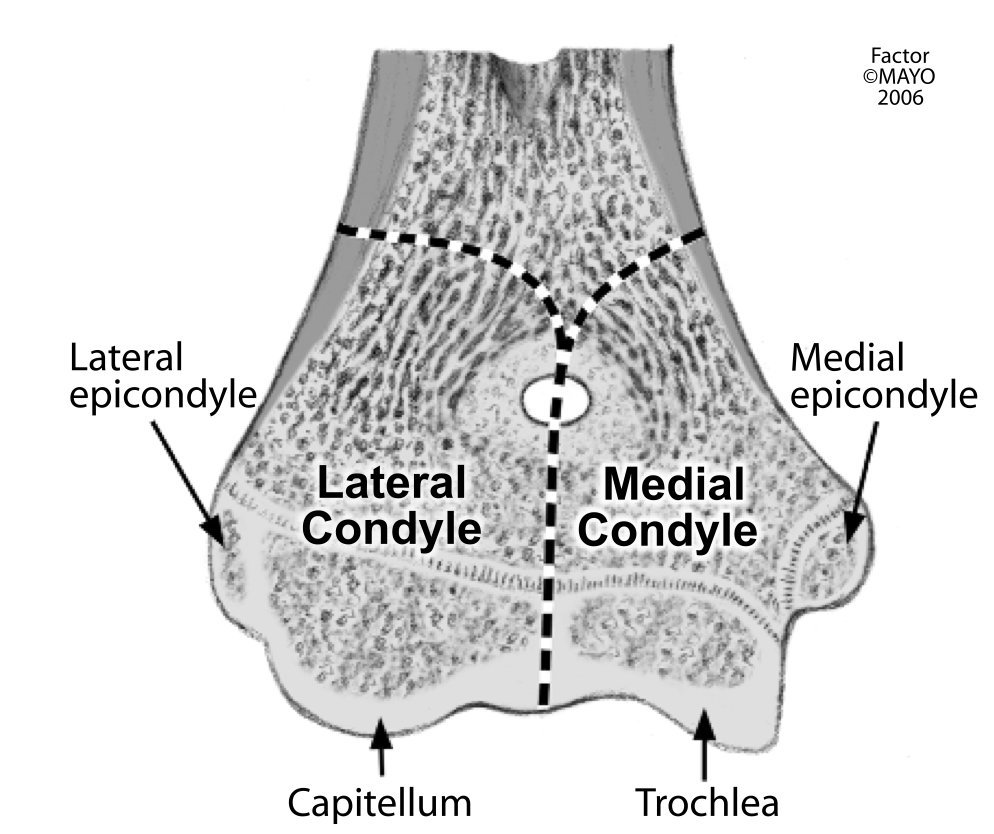 Factor
©MAYO
2006
Lateral
epicondyle
Medial
epicondyle
Lateral
Condyle
Medial
Condyle
Capitellum
Trochlea